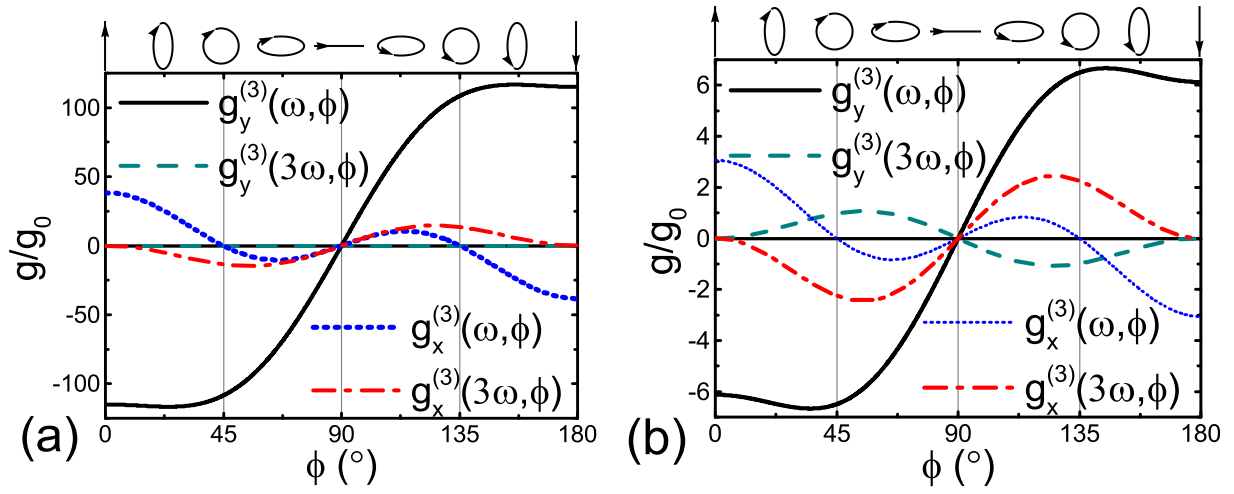 g_y^(3)(ω,ϕ)
g_y^(3)(3ω,ϕ)
g_x^(3)(ω,ϕ)
g_x^(3)(3ω,ϕ)
100
50
0
-50
-100
g/g₀
0 45 90 135 180
ϕ (°)
(a)
g_y^(3)(ω,ϕ)
g_y^(3)(3ω,ϕ)
g_x^(3)(ω,ϕ)
g_x^(3)(3ω,ϕ)
6
4
2
0
-2
-4
-6
g/g₀
0 45 90 135 180
ϕ (°)
(b)